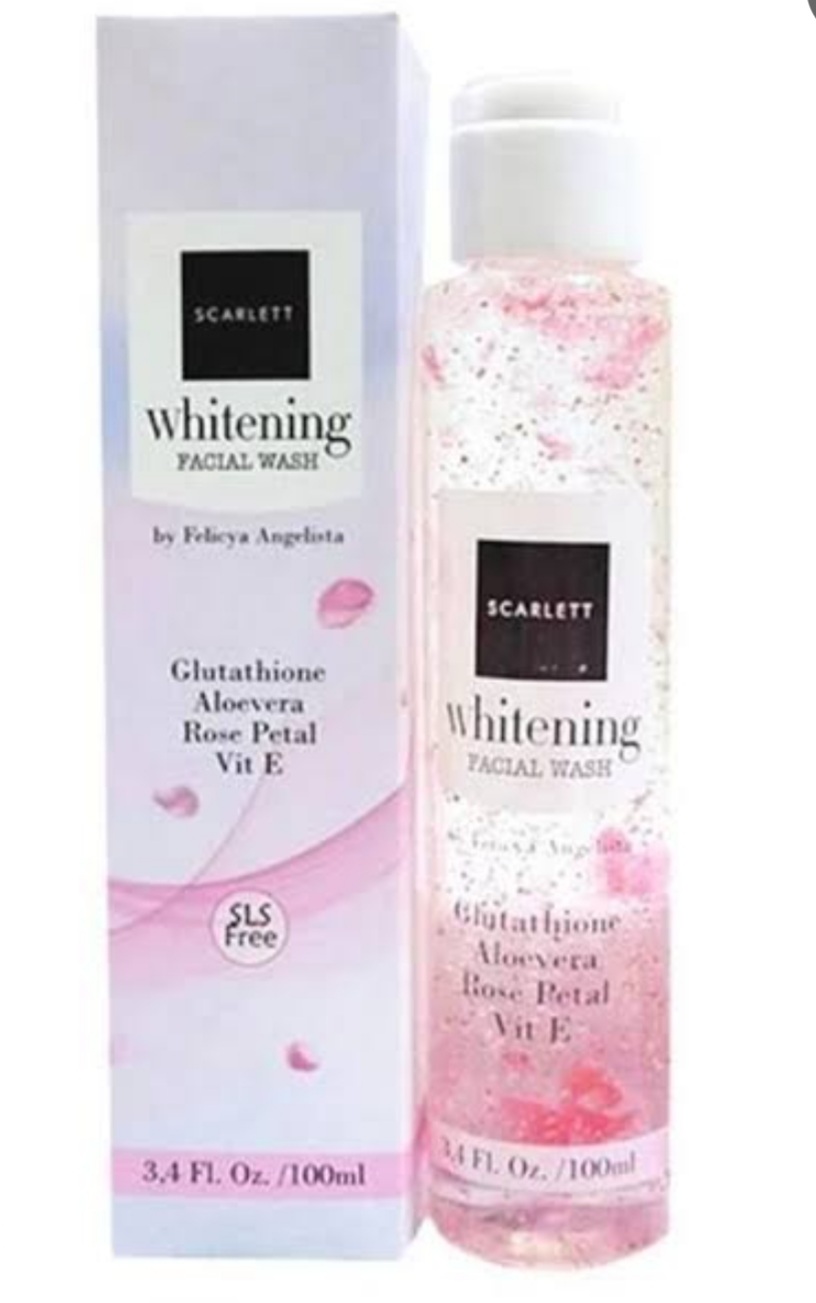 SCARLETT
whitening
FACIAL WASH
by Felicya Angelista
Glutathione
Aloevera
Rose Petal
Vit E
SLS
Free
3,4 Fl. Oz. /100ml
SCARLETT
whitening
FACIAL WASH
Glutathione
Aloevera
Rose Petal
Vit E
3,4 Fl. Oz. /100ml